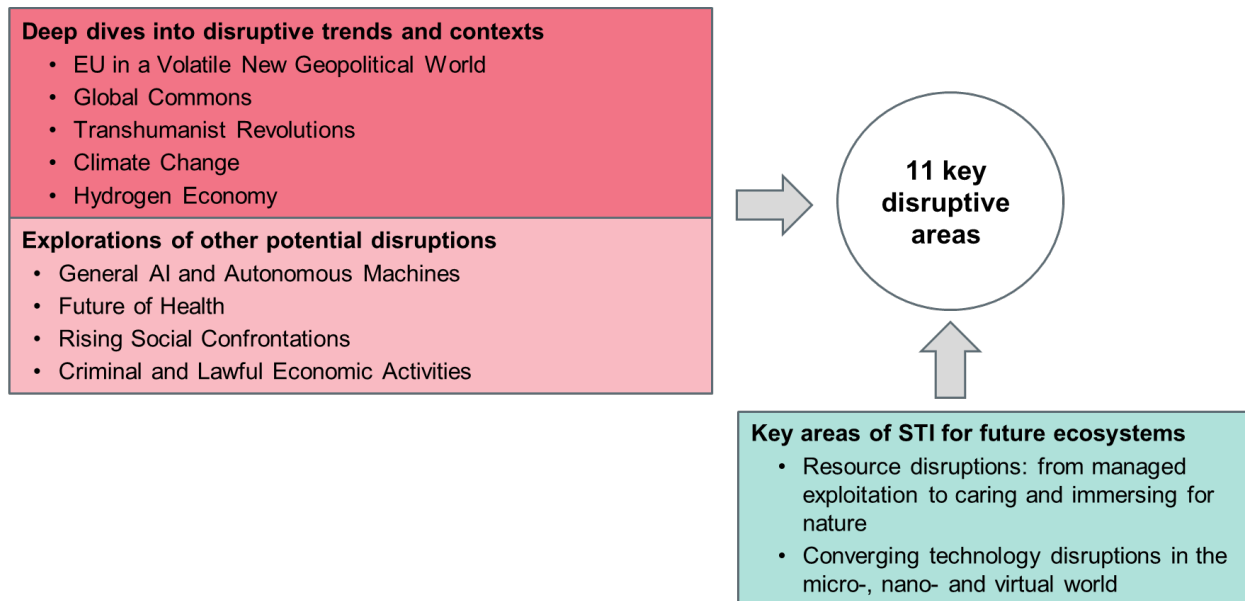 Deep dives into disruptive trends and contexts
• EU in a Volatile New Geopolitical World
• Global Commons
• Transhumanist Revolutions
• Climate Change
• Hydrogen Economy
Explorations of other potential disruptions
• General AI and Autonomous Machines
• Future of Health
• Rising Social Confrontations
• Criminal and Lawful Economic Activities
11 key
disruptive
areas
Key areas of STI for future ecosystems
• Resource disruptions: from managed
exploitation to caring and immersing for
nature
• Converging technology disruptions in the
micro-, nano- and virtual world